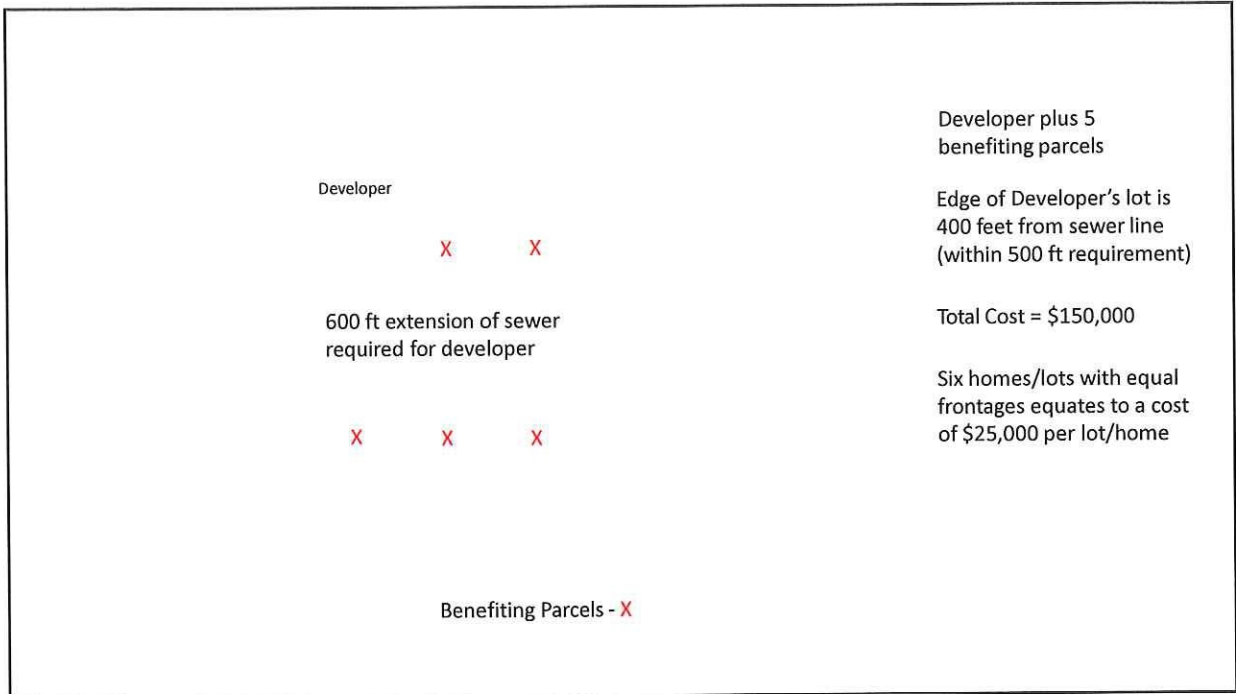 Developer
X X
600 ft extension of sewer
required for developer
X X X
Benefiting Parcels - X
Developer plus 5
benefiting parcels
Edge of Developer's lot is
400 feet from sewer line
(within 500 ft requirement)
Total Cost = $150,000
Six homes/lots with equal
frontages equates to a cost
of $25,000 per lot/home